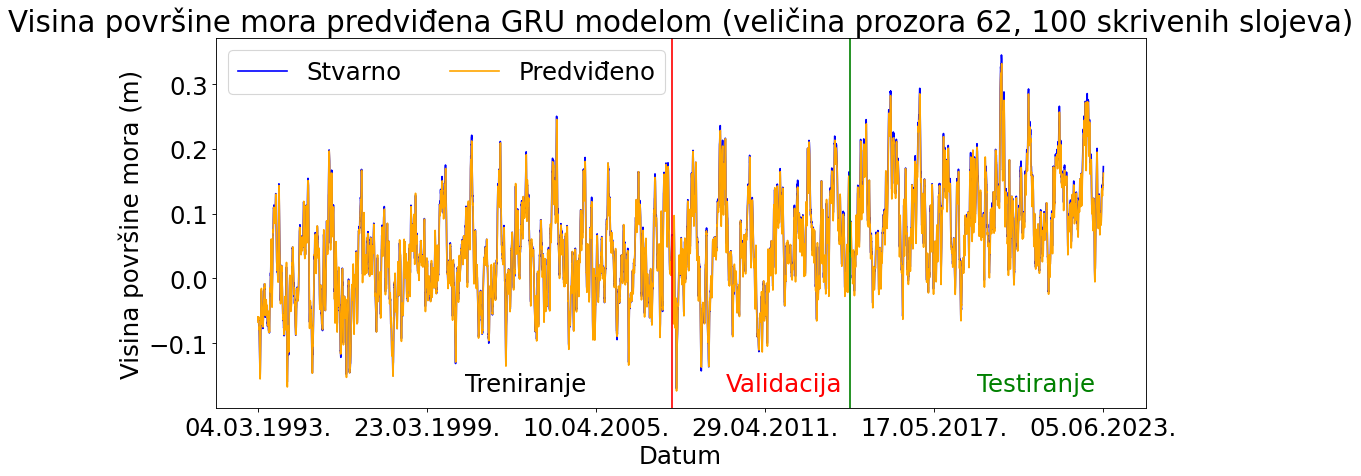 Visina površine mora predviđena GRU modelom (veličina prozora 62, 100 skrivenih slojeva)
Stvarno
Predviđeno
Visina površine mora (m)
0.3
0.2
0.1
0.0
−0.1
Treniranje
Validacija
Testiranje
04.03.1993.
23.03.1999.
10.04.2005.
29.04.2011.
17.05.2017.
05.06.2023.
Datum